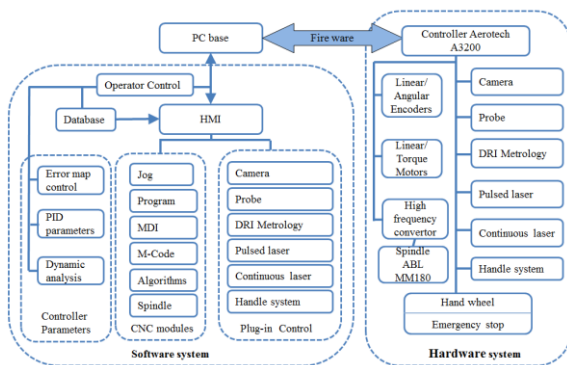 PC base
Fire ware
Controller Aerotech
A3200
Operator Control
Database
HMI
Error map
control
PID
parameters
Dynamic
analysis
Controller
Parameters
Jog
Program
MDI
M-Code
Algorithms
Spindle
CNC modules
Camera
Probe
DRI Metrology
Pulsed laser
Continuous laser
Handle system
Plug-in Control
Software system
Linear/
Angular
Encoders
Linear/
Torque
Motors
High
frequency
convertor
Spindle
ABL
MM180
Camera
Probe
DRI Metrology
Pulsed laser
Continuous laser
Handle system
Hand wheel
Emergency stop
Hardware system